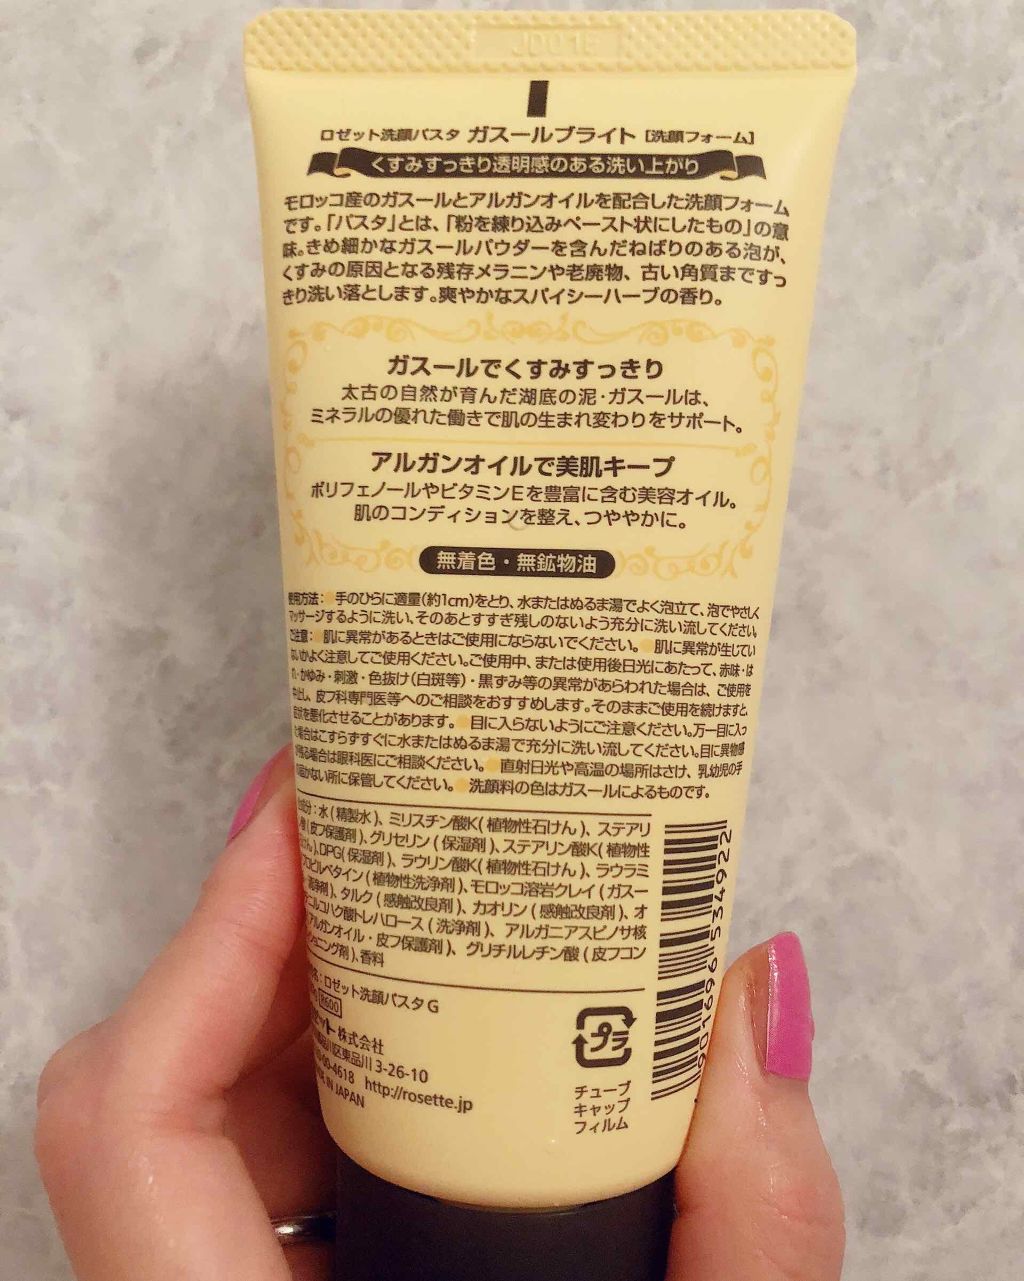 JD01E
ロゼット洗顔パスタ ガスールブライト [洗顔フォーム]
くすみすっきり透明感のある洗い上がり
モロッコ産のガスールとアルガンオイルを配合した洗顔フォーム
です。「パスタ」とは、「粉を練り込みペースト状にしたもの」の意
味。きめ細かなガスールパウダーを含んだねばりのある泡が、
くすみの原因となる残存メラニンや老廃物、古い角質まですっ
きり洗い落とします。爽やかなスパイシーハーブの香り。
ガスールでくすみすっきり
太古の自然が育んだ湖底の泥・ガスールは、
ミネラルの優れた働きで肌の生まれ変わりをサポート。
アルガンオイルで美肌キープ
ポリフェノールやビタミンEを豊富に含む美容オイル。
肌のコンディションを整え、つややかに。
無着色・無鉱物油
使用方法：●手のひらに適量(約1cm)をとり、水またはぬるま湯でよく泡立て、泡でやさしく
マッサージするように洗い、そのあとすすぎ残しのないよう充分に洗い流してください。
ご注意：●肌に異常があるときはご使用にならないでください。●肌に異常が生じてい
ないかよく注意してご使用ください。ご使用中、または使用後日光にあたって、赤味・は
れ・かゆみ・刺激・色抜け(白斑等)・黒ずみ等の異常があらわれた場合は、ご使用を
中止し、皮フ科専門医等へのご相談をおすすめします。そのままご使用を続けますと、
症状を悪化させることがあります。●目に入らないようにご注意ください。万一目に入っ
た場合はこすらずすぐに水またはぬるま湯で充分に洗い流してください。目に異物感
が残る場合は眼科医にご相談ください。●直射日光や高温の場所はさけ、乳幼児の手
の届かない所に保管してください。●洗顔料の色はガスールによるものです。
成分：水(精製水)、ミリスチン酸K(植物性石けん)、ステアリ
(皮フ保護剤)、グリセリン(保湿剤)、ステアリン酸K(植物性
けん)、DPG(保湿剤)、ラウリン酸K(植物性石けん)、ラウラミ
プロピルベタイン(植物性洗浄剤)、モロッコ溶岩クレイ(ガスー
清浄剤)、タルク(感触改良剤)、カオリン(感触改良剤)、オ
ニルコハク酸トレハロース(洗浄剤)、アルガニアスピノサ核
アルガンオイル・皮フ保護剤)、グリチルレチン酸(皮フコン
ショニング剤)、香料
名：ロゼット洗顔パスタG
R600
ゼット株式会社
品川区東品川3-26-10
00-4618 http://rosette.jp
IN JAPAN
プラ
チューブ
キャップ
フィルム
901696534922